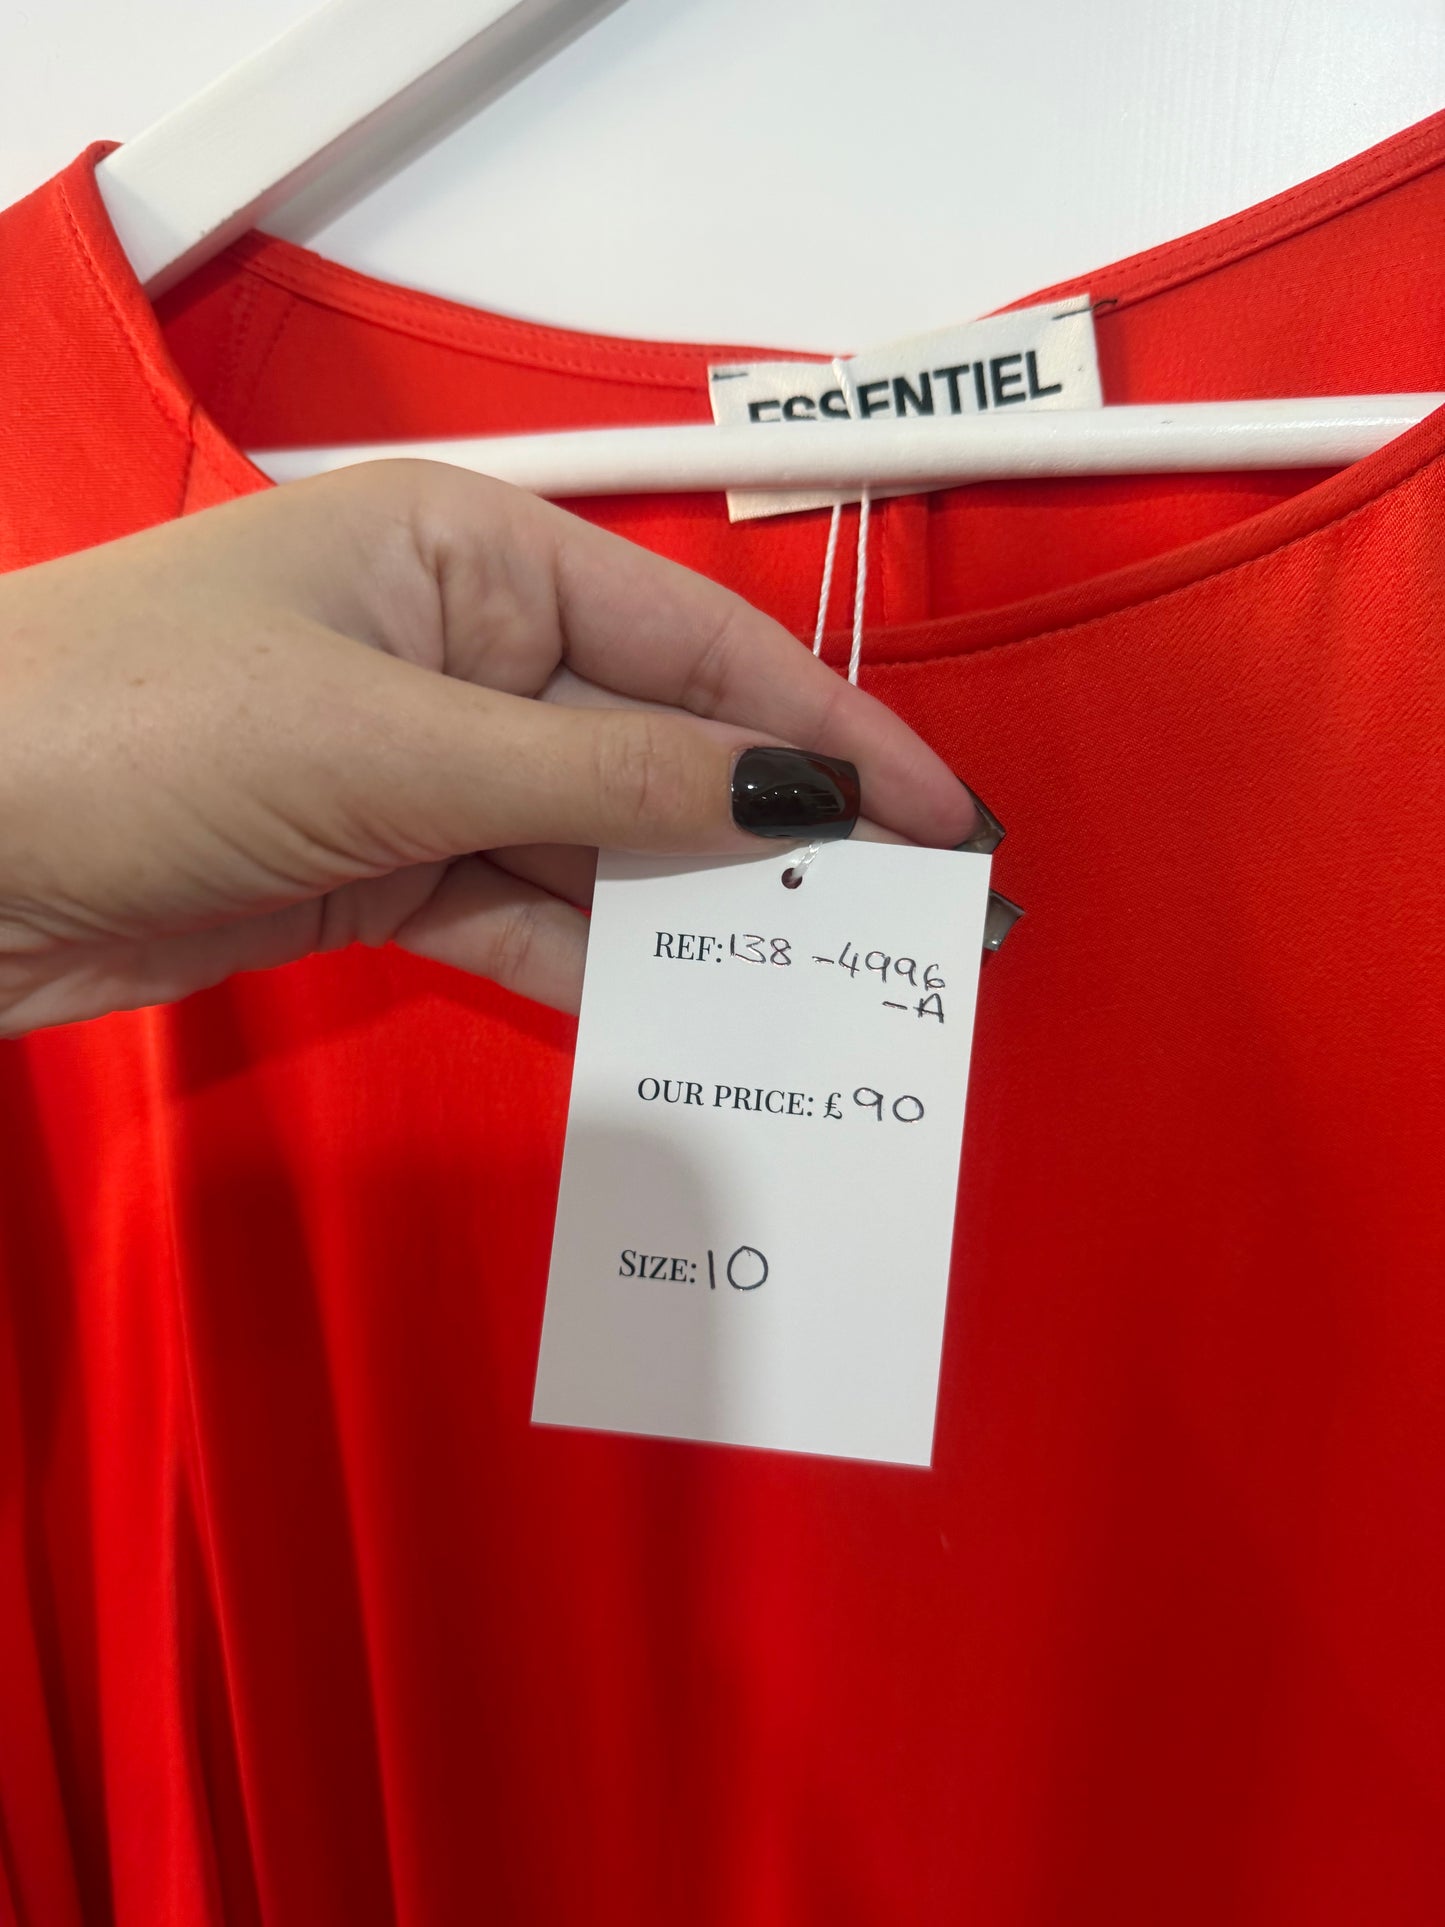 ESSENTIEL
REF: 138 -4996
-A
OUR PRICE: £ 90
SIZE: 10